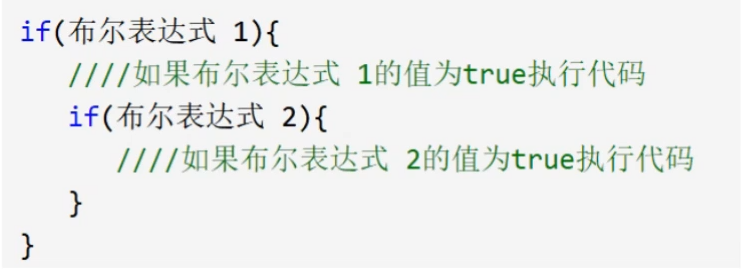 if(布尔表达式 1){
////如果布尔表达式 1的值为true执行代码
if(布尔表达式 2){
////如果布尔表达式 2的值为true执行代码
}
}